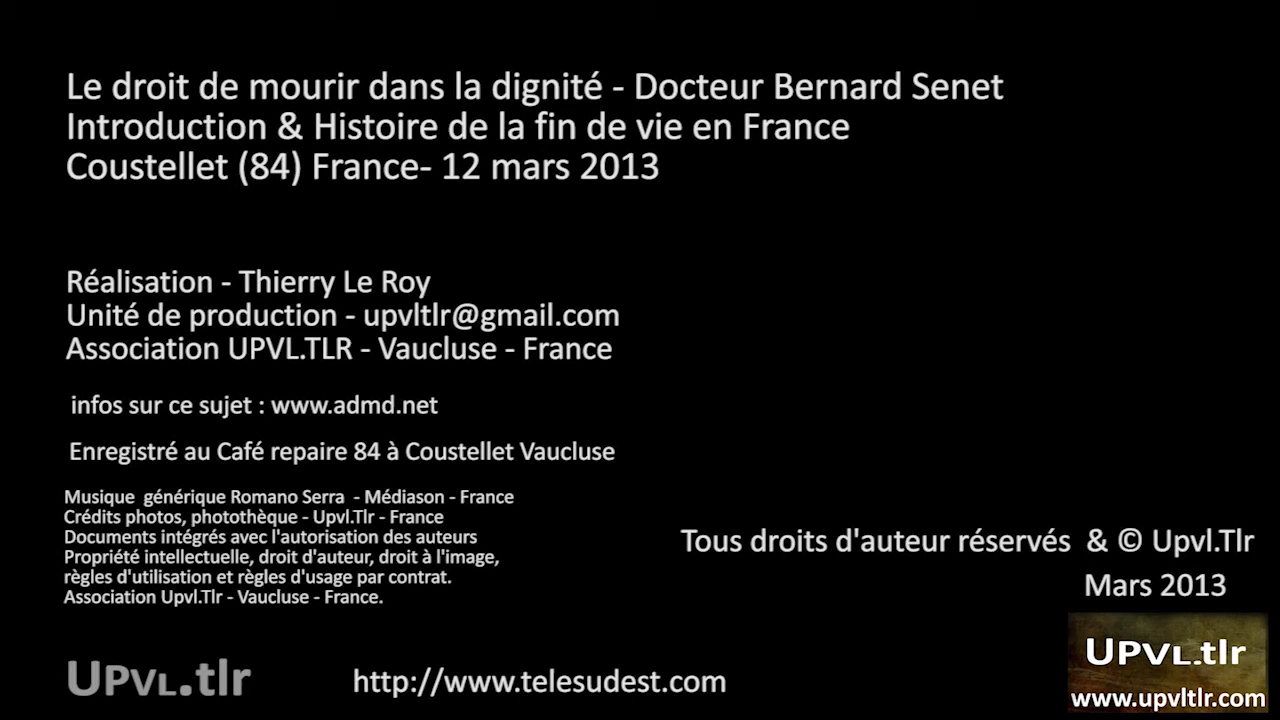 Le droit de mourir dans la dignité - Docteur Bernard Senet
Introduction & Histoire de la fin de vie en France
Coustellet (84) France- 12 mars 2013
Réalisation - Thierry Le Roy
Unité de production - upvltlr@gmail.com
Association UPVL.TLR - Vaucluse - France
infos sur ce sujet : www.admd.net
Enregistré au Café repaire 84 à Coustellet Vaucluse
Musique  générique Romano Serra  - Médiason - France
Crédits photos, photothèque - Upvl.Tlr - France
Documents intégrés avec l'autorisation des auteurs
Propriété intellectuelle, droit d'auteur, droit à l'image,
règles d'utilisation et règles d'usage par contrat.
Association Upvl.Tlr - Vaucluse - France.
Tous droits d'auteur réservés  & © Upvl.Tlr
Mars 2013
UPVL.tlr
http://www.telesudest.com
UPVL.tlr
www.upvltlr.com